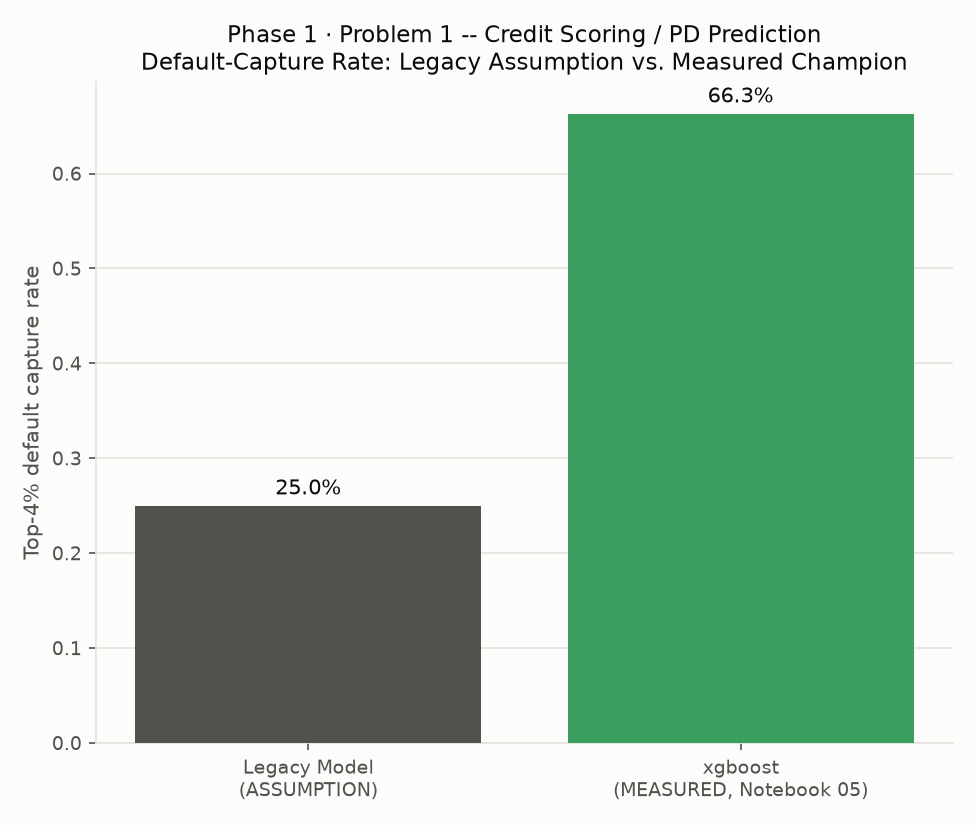 Phase 1 · Problem 1 -- Credit Scoring / PD Prediction
Default-Capture Rate: Legacy Assumption vs. Measured Champion
66.3%
25.0%
Top-4% default capture rate
0.6
0.5
0.4
0.3
0.2
0.1
0.0
Legacy Model
(ASSUMPTION)
xgboost
(MEASURED, Notebook 05)